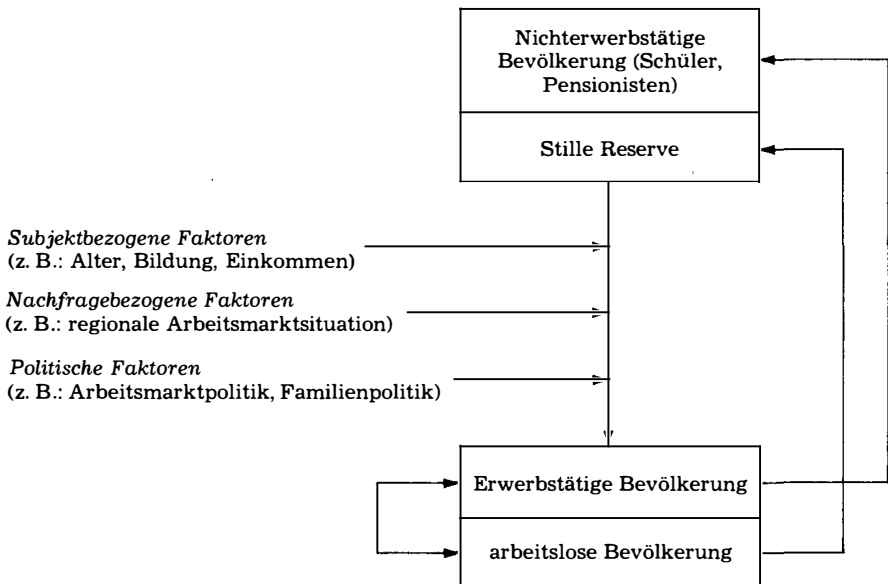 Nichterwerbstätige
Bevölkerung (Schüler,
Pensionisten)
Stille Reserve
Subjektbezogene Faktoren
(z. B.: Alter, Bildung, Einkommen)
Nachfragebezogene Faktoren
(z. B.: regionale Arbeitsmarktsituation)
Politische Faktoren
(z. B.: Arbeitsmarktpolitik, Familienpolitik)
Erwerbstätige Bevölkerung
arbeitslose Bevölkerung